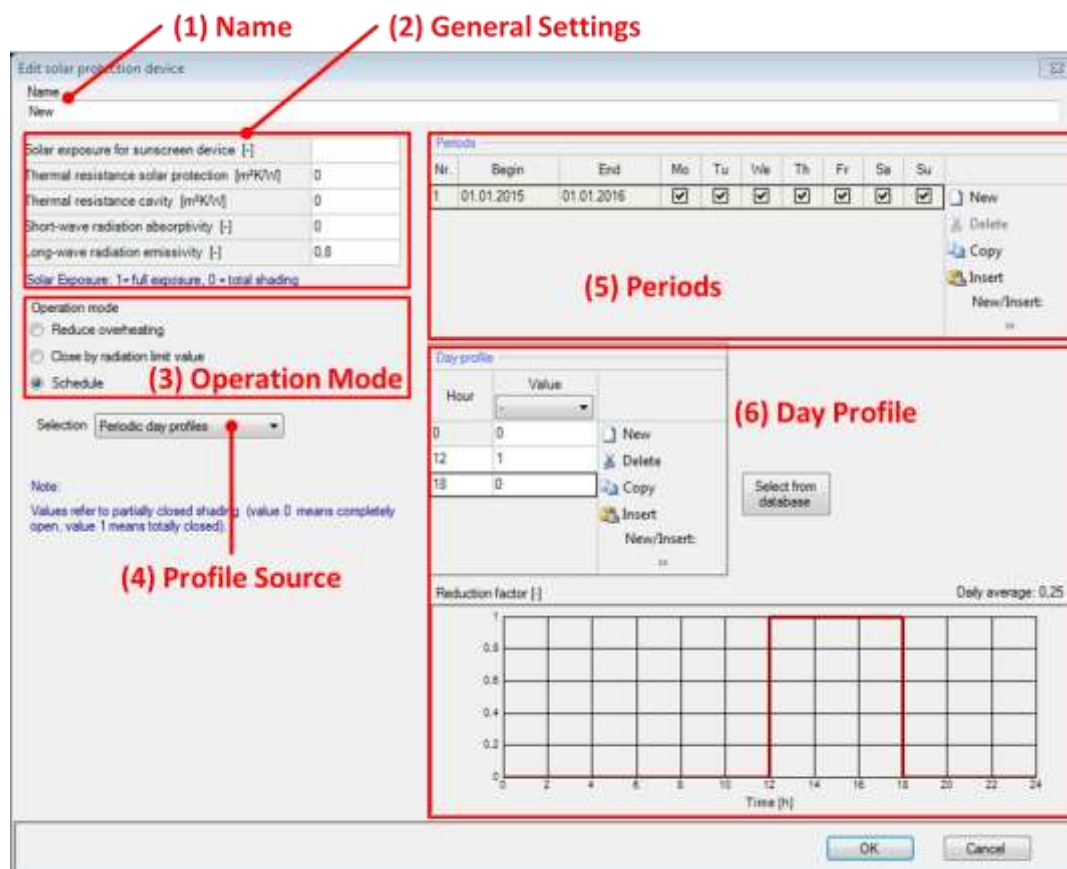 (1) Name
(2) General Settings
Edit solar protection device
Name
New
Solar exposure for sunscreen device [-]
Thermal resistance solar protection [m²K/W] 0
Thermal resistance cavity [m²K/W] 0
Short-wave radiation absorptivity [-] 0
Long-wave radiation emissivity [-] 0.8
Solar Exposure: 1= full exposure, 0 = total shading
Operation mode
Reduce overheating
Close by radiation limit value
Schedule
(3) Operation Mode
Selection Periodic day profiles
Note:
Values refer to partially closed shading (value 0 means completely
open, value 1 means totally closed).
(4) Profile Source
Periods
Nr. Begin End Mo Tu We Th Fr Sa Su
1 01.01.2015 01.01.2016
New
Delete
Copy
Insert
New/Insert:
>>
(5) Periods
Day profile
Hour Value
-
0 0
12 1
18 0
New
Delete
Copy
Insert
New/Insert:
>>
(6) Day Profile
Select from
database
Reduction factor [-] Daily average: 0,25
1
0.8
0.6
0.4
0.2
0
0 2 4 6 8 10 12 14 16 18 20 22 24
Time [h]
OK Cancel